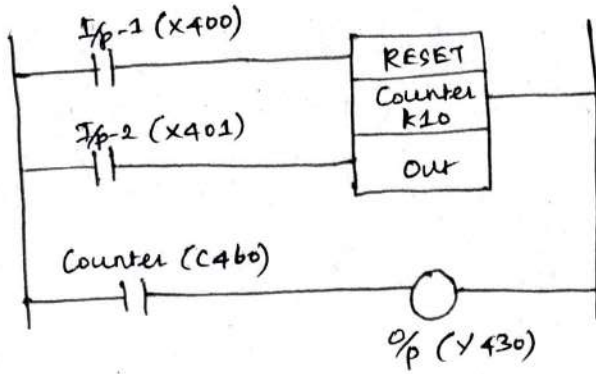 I/p-1 (X400)
RESET
Counter
K10
I/p-2 (X401)
Out
Counter (C460)
O/p (Y430)